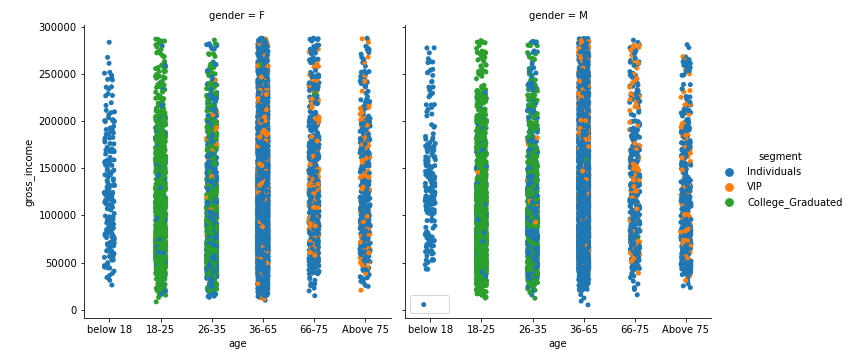 gender = F
gender = M
300000
250000
200000
150000
100000
50000
0
gross_income
below 18 18-25 26-35 36-65 66-75 Above 75
age
below 18 18-25 26-35 36-65 66-75 Above 75
age
segment
Individuals
VIP
College_Graduated